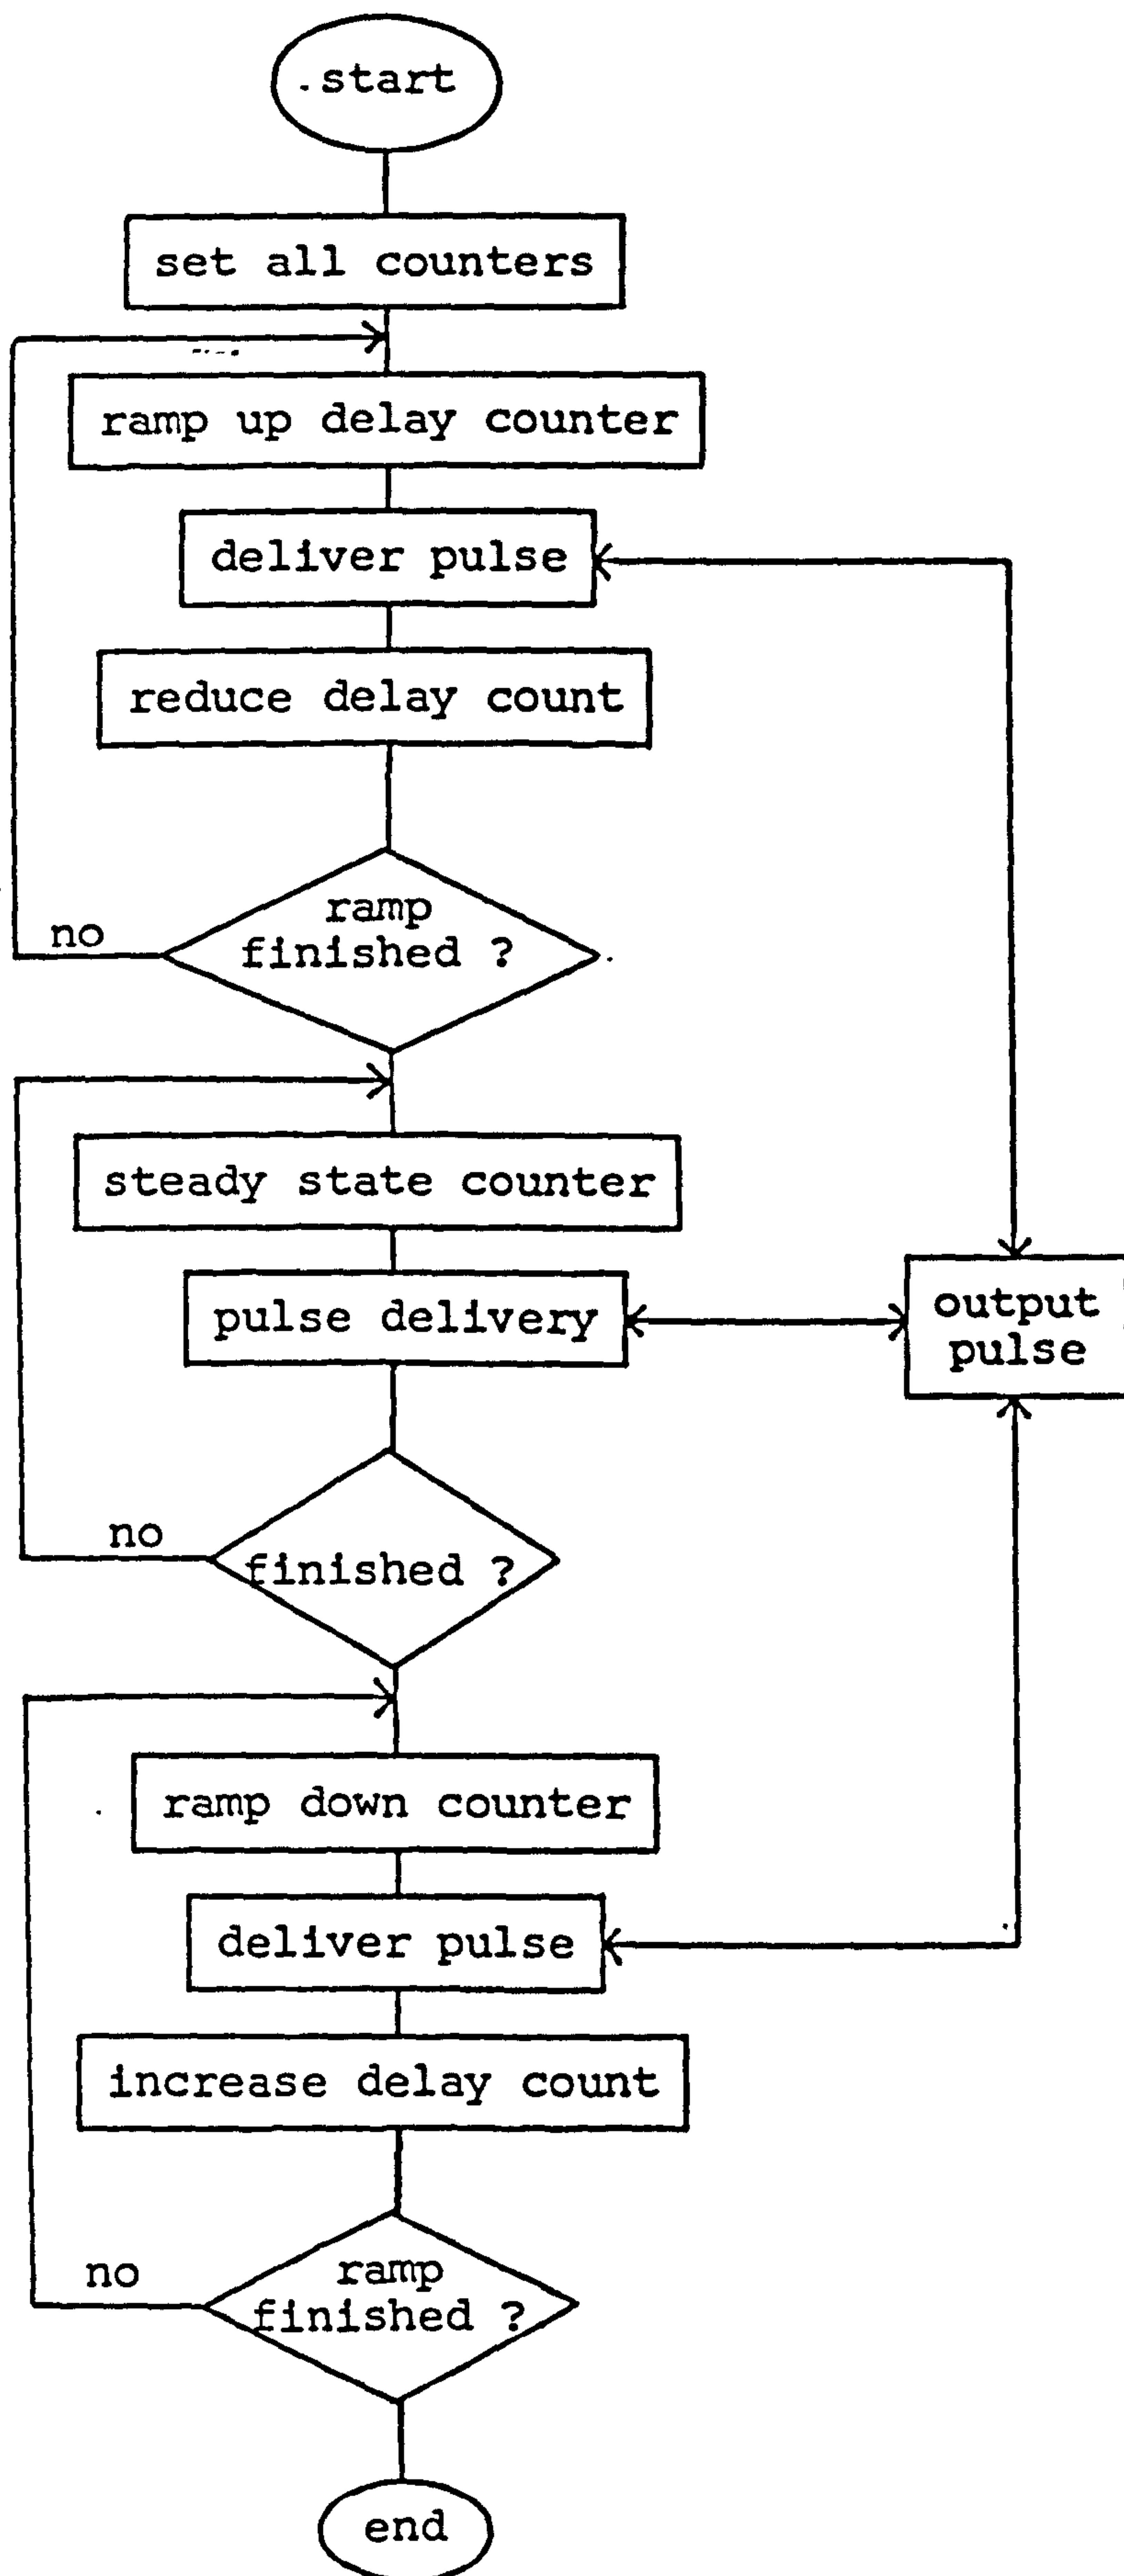 start
set all counters
ramp up delay counter
deliver pulse
reduce delay count
ramp
finished ?
no
steady state counter
pulse delivery
output
pulse
no
finished ?
ramp down counter
deliver pulse
increase delay count
no
ramp
finished ?
end